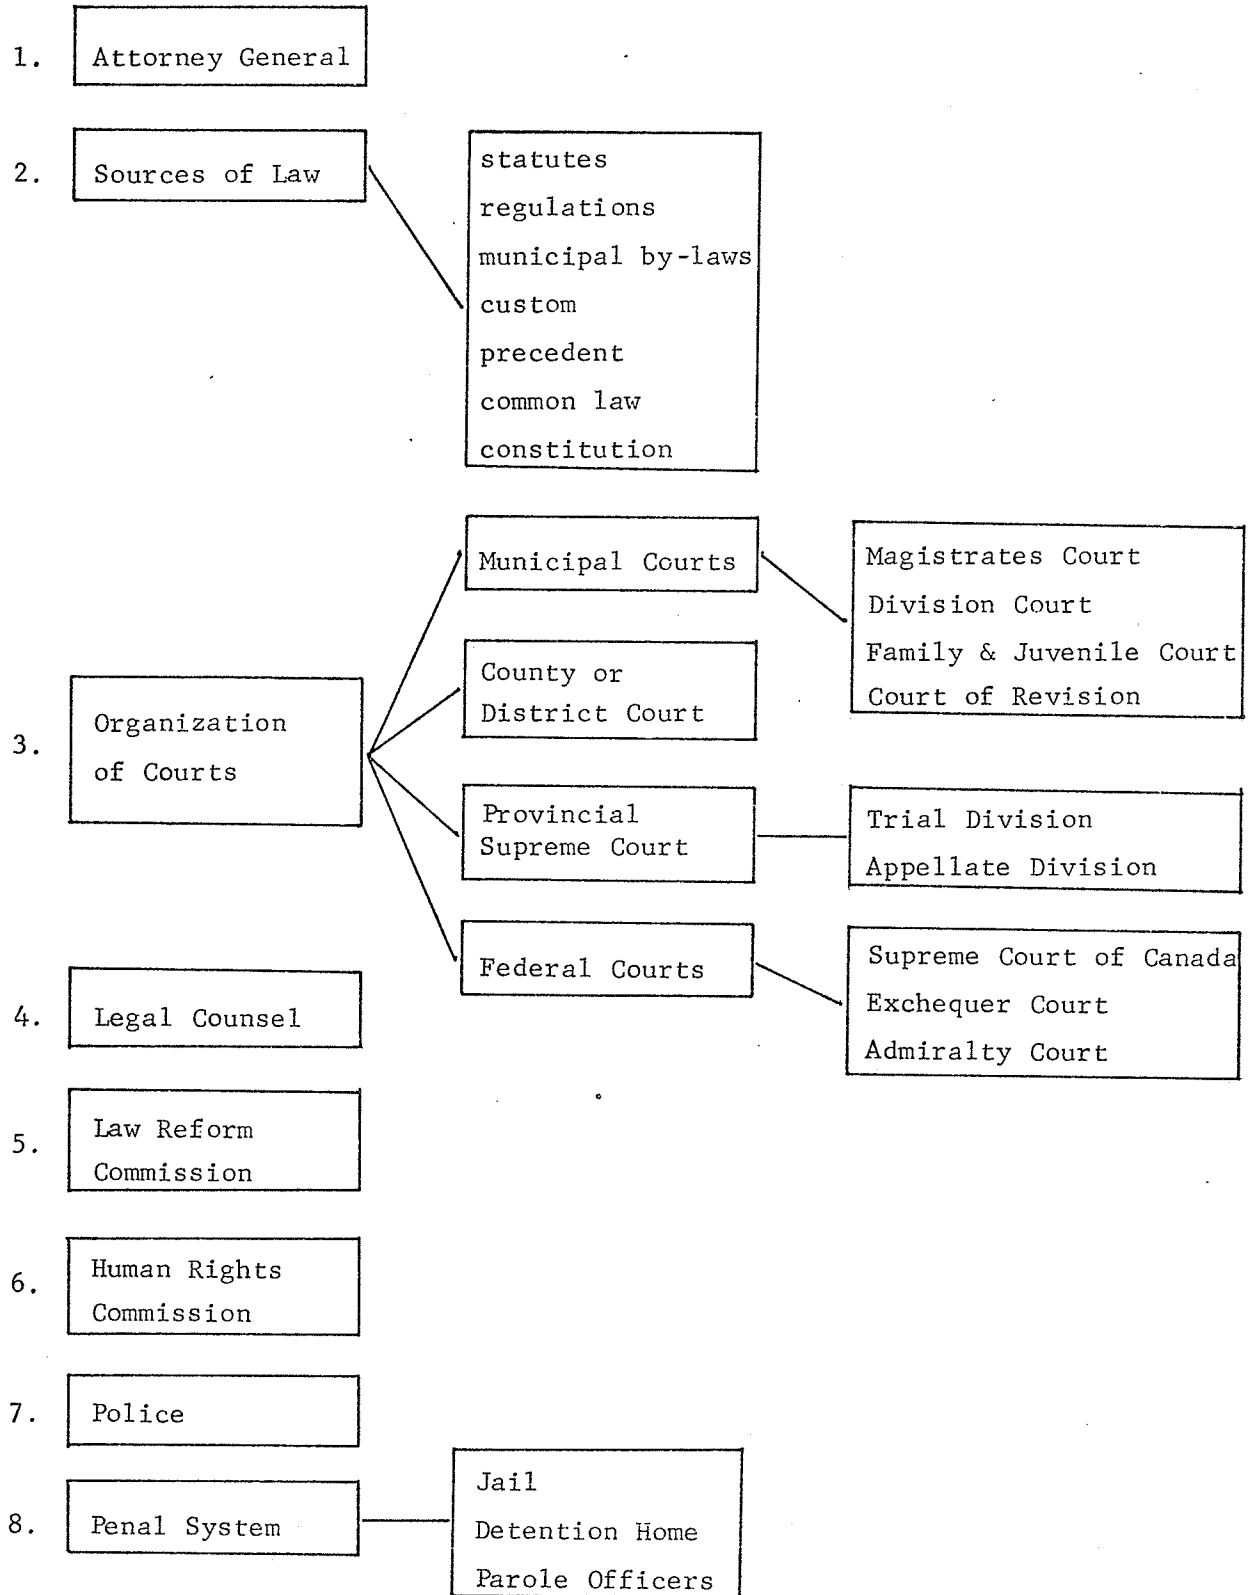 1. Attorney General
2. Sources of Law
statutes
regulations
municipal by-laws
custom
precedent
common law
constitution
3. Organization
of Courts
Municipal Courts
Magistrates Court
Division Court
Family & Juvenile Court
Court of Revision
County or
District Court
Provincial
Supreme Court
Trial Division
Appellate Division
Federal Courts
Supreme Court of Canada
Exchequer Court
Admiralty Court
4. Legal Counsel
5. Law Reform
Commission
6. Human Rights
Commission
7. Police
8. Penal System
Jail
Detention Home
Parole Officers